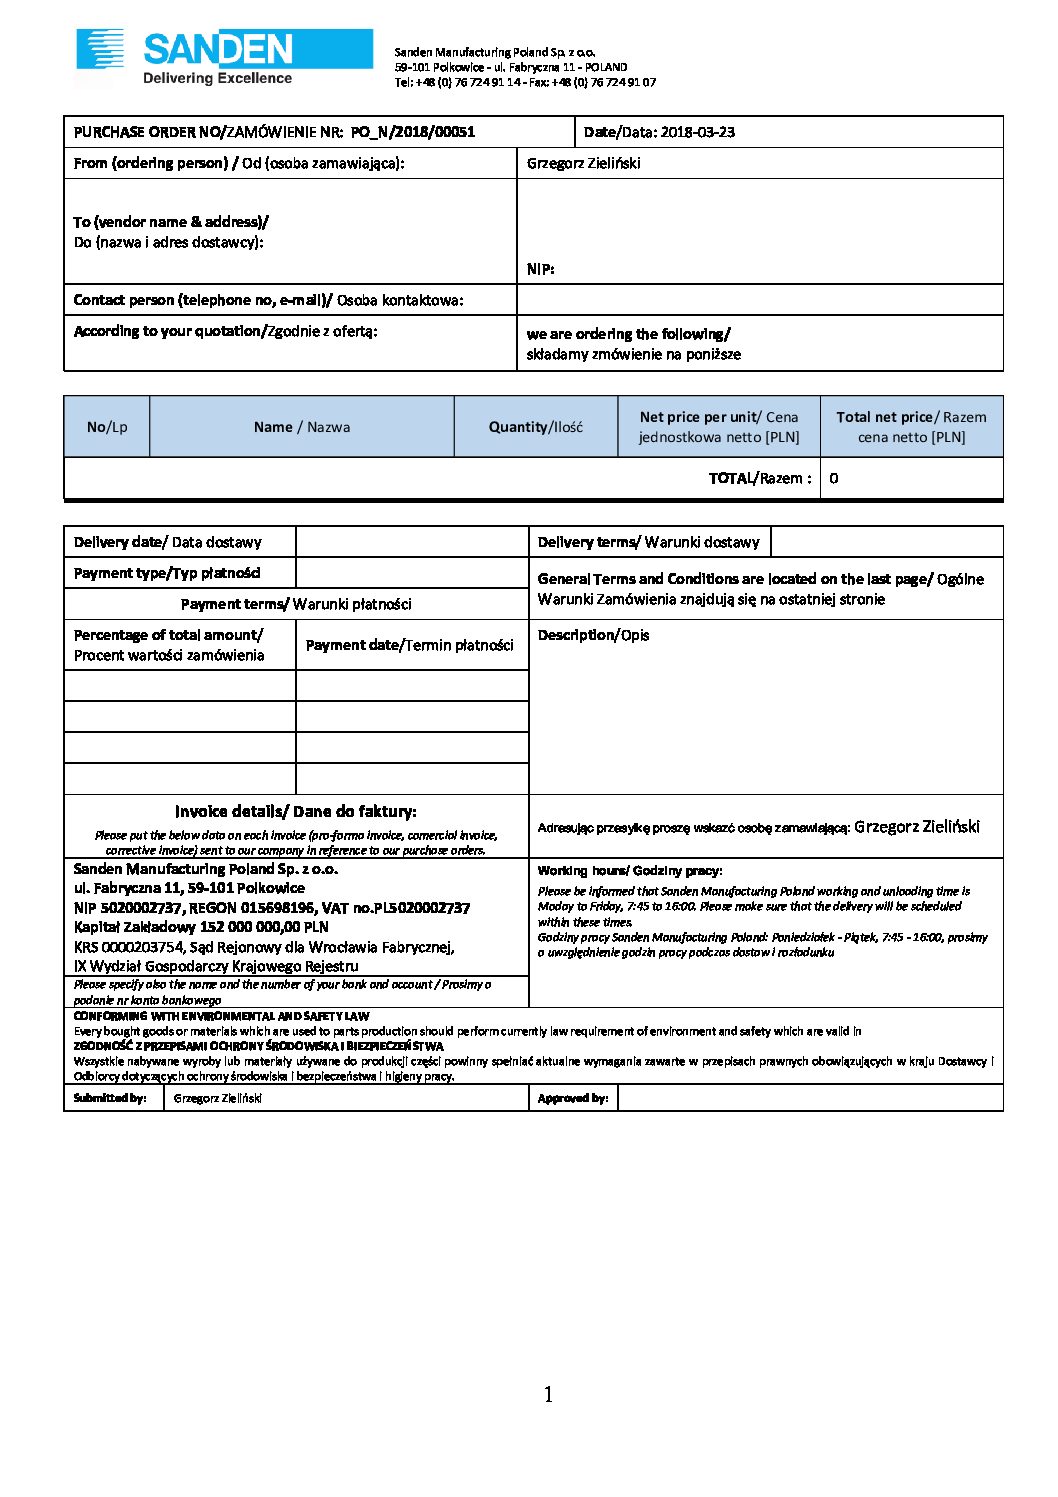 SANDEN
Delivering Excellence
Sanden Manufacturing Poland Sp. z o.o.
59-101 Polkowice - ul. Fabryczna 11 - POLAND
Tel: +48 (0) 76 724 91 14 - Fax: +48 (0) 76 724 91 07
PURCHASE ORDER NO/ZAMÓWIENIE NR: PO_N/2018/00051
Date/Data: 2018-03-23
From (ordering person) / Od (osoba zamawiająca):
Grzegorz Zieliński
To (vendor name & address)/
Do (nazwa i adres dostawcy):
NIP:
Contact person (telephone no, e-mail)/ Osoba kontaktowa:
According to your quotation/Zgodnie z ofertą:
we are ordering the following/
składamy zmówienie na poniższe
No/Lp
Name / Nazwa
Quantity/Ilość
Net price per unit/ Cena
jednostkowa netto [PLN]
Total net price/ Razem
cena netto [PLN]
TOTAL/Razem :
0
Delivery date/ Data dostawy
Delivery terms/ Warunki dostawy
Payment type/Typ płatności
General Terms and Conditions are located on the last page/ Ogólne
Warunki Zamówienia znajdują się na ostatniej stronie
Payment terms/ Warunki płatności
Percentage of total amount/
Procent wartości zamówienia
Payment date/Termin płatności
Description/Opis
Invoice details/ Dane do faktury:
Please put the below data on each invoice (pro-forma invoice, comercial invoice,
corrective invoice) sent to our company in reference to our purchase orders.
Adresując przesyłkę proszę wskazć osobę zamawiającą: Grzegorz Zieliński
Sanden Manufacturing Poland Sp. z o.o.
ul. Fabryczna 11, 59-101 Polkowice
NIP 5020002737, REGON 015698196, VAT no.PL5020002737
Kapitał Zakładowy 152 000 000,00 PLN
KRS 0000203754, Sąd Rejonowy dla Wrocławia Fabrycznej,
IX Wydział Gospodarczy Krajowego Rejestru
Please specify also the name and the number of your bank and account / Prosimy o
podanie nr konta bankowego
Working hours/ Godziny pracy:
Please be informed that Sanden Manufacturing Poland working and unloading time is
Moday to Friday, 7:45 to 16:00. Please make sure that the delivery will be scheduled
within these times.
Godziny pracy Sanden Manufacturing Poland: Poniedziałek - Piątek, 7:45 - 16:00, prosimy
o uwzględnienie godzin pracy podczas dostaw i rozładunku
CONFORMING WITH ENVIRONMENTAL AND SAFETY LAW
Every bought goods or materials which are used to parts production should perform currently law requirement of environment and safety which are valid in
ZGODNOŚĆ Z PRZEPISAMI OCHRONY ŚRODOWISKA I BIEZPIECZEŃSTWA
Wszystkie nabywane wyroby lub materiały używane do produkcji części powinny spełniać aktualne wymagania zawarte w przepisach prawnych obowiązujących w kraju Dostawcy i
Odbiorcy dotyczących ochrony środowiska i bezpieczeństwa i higieny pracy.
Submitted by:
Grzegorz Zieliński
Approved by:
1